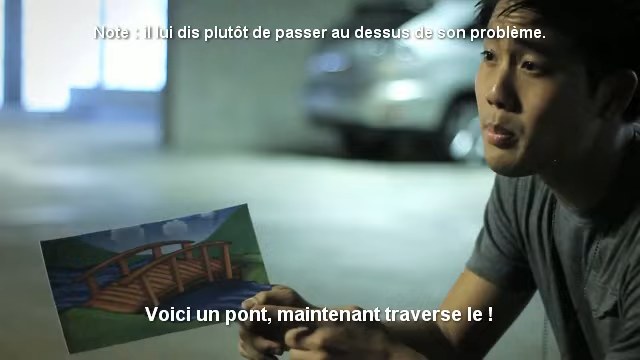 Note : il lui dis plutôt de passer au dessus de son problème.
Voici un pont, maintenant traverse le !